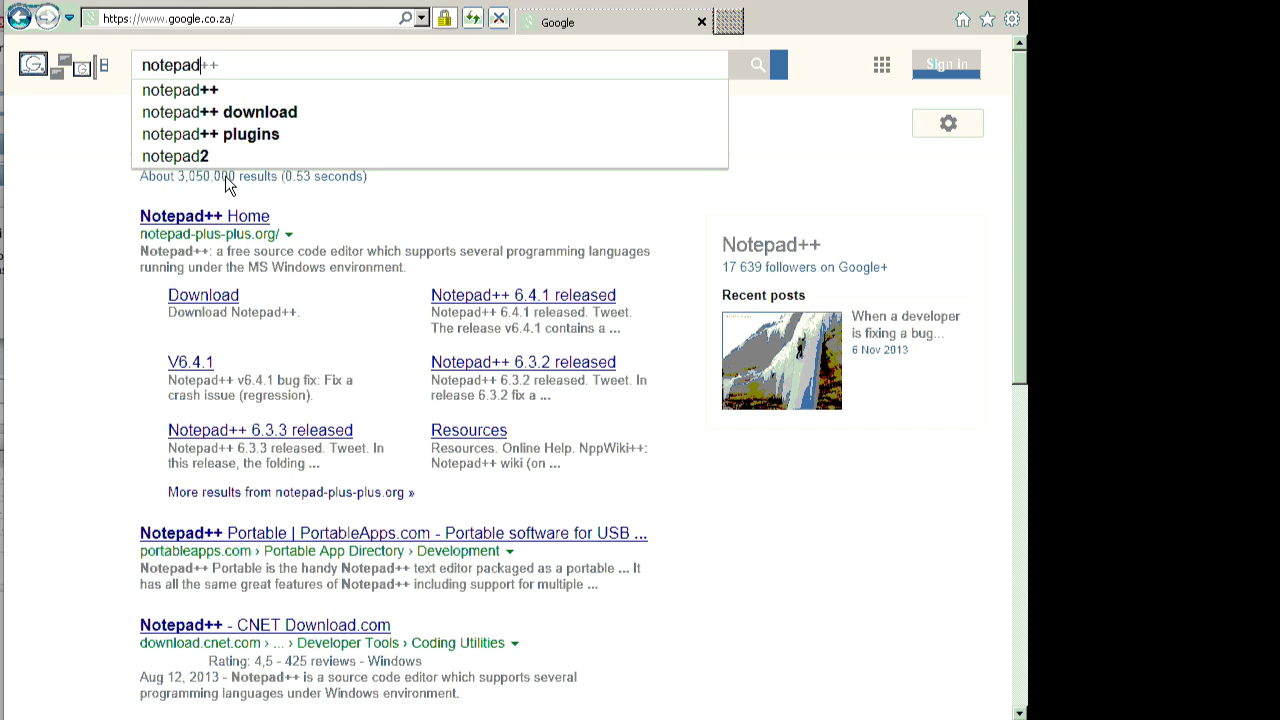 https://www.google.co.za/
Google
notepad++
Sign in
notepad++
notepad++ download
notepad++ plugins
notepad2
About 3,050,000 results (0.53 seconds)
Notepad++ Home
notepad-plus-plus.org/
Notepad++: a free source code editor which supports several programming languages
running under the MS Windows environment.
Download
Download Notepad++.
Notepad++ 6.4.1 released
Notepad++ 6.4.1 released. Tweet.
The release v6.4.1 contains a ...
V6.4.1
Notepad++ v6.4.1 bug fix: Fix a
crash issue (regression).
Notepad++ 6.3.2 released
Notepad++ 6.3.2 released. Tweet. In
release 6.3.2 fix a ...
Notepad++ 6.3.3 released
Notepad++ 6.3.3 released. Tweet. In
this release, the folding ...
Resources
Resources. Online Help. NppWiki++:
Notepad++ wiki (on ...
More results from notepad-plus-plus.org »
Notepad++ Portable | PortableApps.com - Portable software for USB ...
portableapps.com › Portable App Directory › Development
Notepad++ Portable is the handy Notepad++ text editor packaged as a portable ... It
has all the same great features of Notepad++ including support for multiple ...
Notepad++ - CNET Download.com
download.cnet.com › ... › Developer Tools › Coding Utilities
Rating: 4,5 - 425 reviews - Windows
Aug 12, 2013 - Notepad++ is a source code editor which supports several
programming languages under Windows environment.
Notepad++
17 639 followers on Google+
Recent posts
When a developer
is fixing a bug...
6 Nov 2013